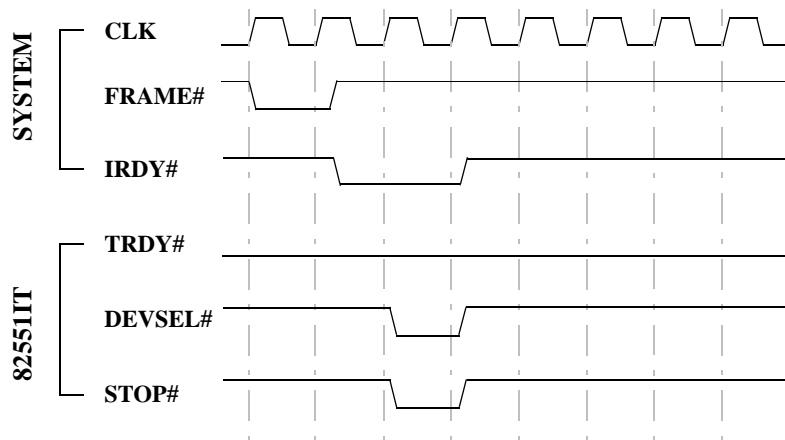 SYSTEM
CLK
FRAME#
IRDY#
82551IT
TRDY#
DEVSEL#
STOP#